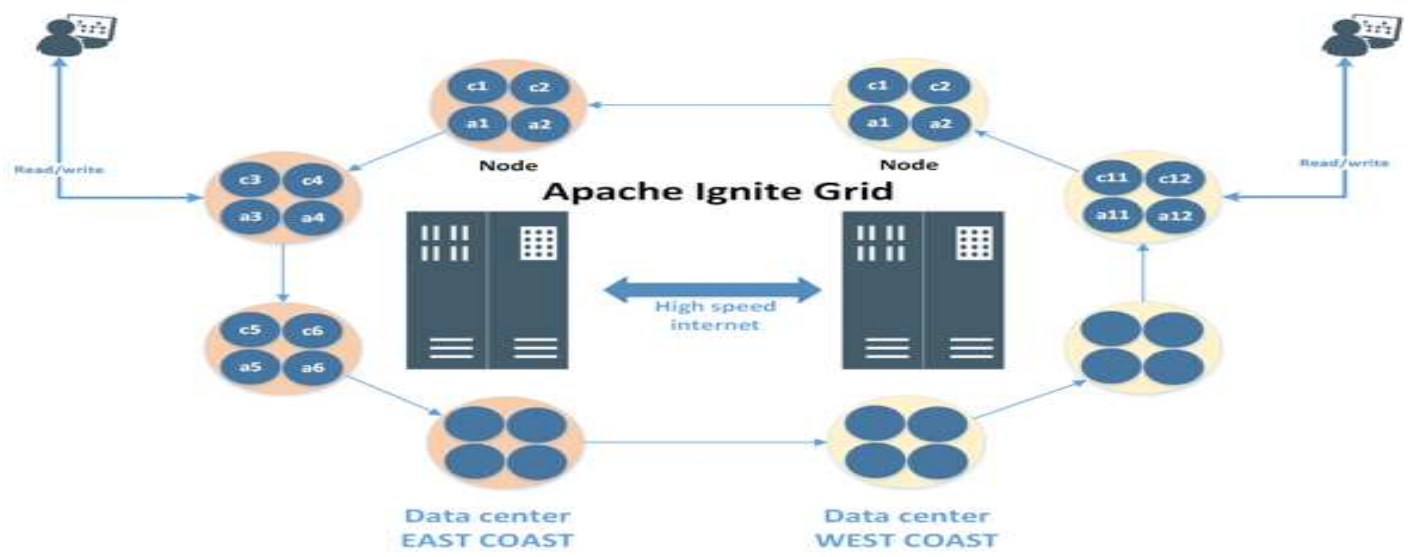 c1 c2
a1 a2
Node
c1 c2
a1 a2
Node
Read/write
c3 c4
a3 a4
Apache Ignite Grid
c11 c12
a11 a12
Read/write
High speed
internet
c5 c6
a5 a6
Data center
EAST COAST
Data center
WEST COAST